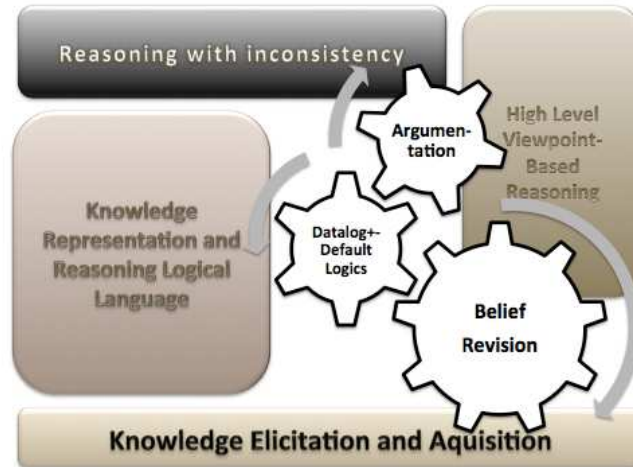 Reasoning with inconsistency
Argumen-
tation
High Level
Viewpoint-
Based
Reasoning
Knowledge
Representation and
Reasoning Logical
Language
Datalog+-
Default
Logics
Belief
Revision
Knowledge Elicitation and Aquisition